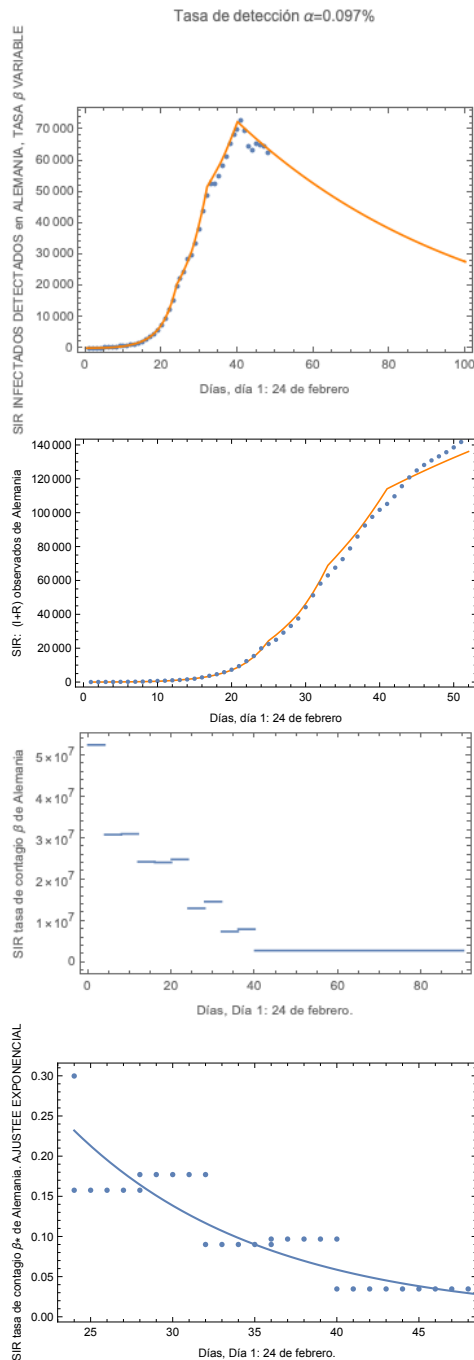 Tasa de detección α=0.097%
SIR INFECTADOS DETECTADOS en ALEMANIA, TASA β VARIABLE
70 000
60 000
50 000
40 000
30 000
20 000
10 000
0
0 20 40 60 80 100
Días, día 1: 24 de febrero
SIR: (I+R) observados de Alemania
140 000
120 000
100 000
80 000
60 000
40 000
20 000
0
0 10 20 30 40 50
Días, día 1: 24 de febrero
SIR tasa de contagio β de Alemania
5×10⁷
4×10⁷
3×10⁷
2×10⁷
1×10⁷
0
0 20 40 60 80
Días, Día 1: 24 de febrero.
SIR tasa de contagio β* de Alemania. AJUSTEE EXPONENCIAL
0.30
0.25
0.20
0.15
0.10
0.05
0.00
25 30 35 40 45
Días, Día 1: 24 de febrero.